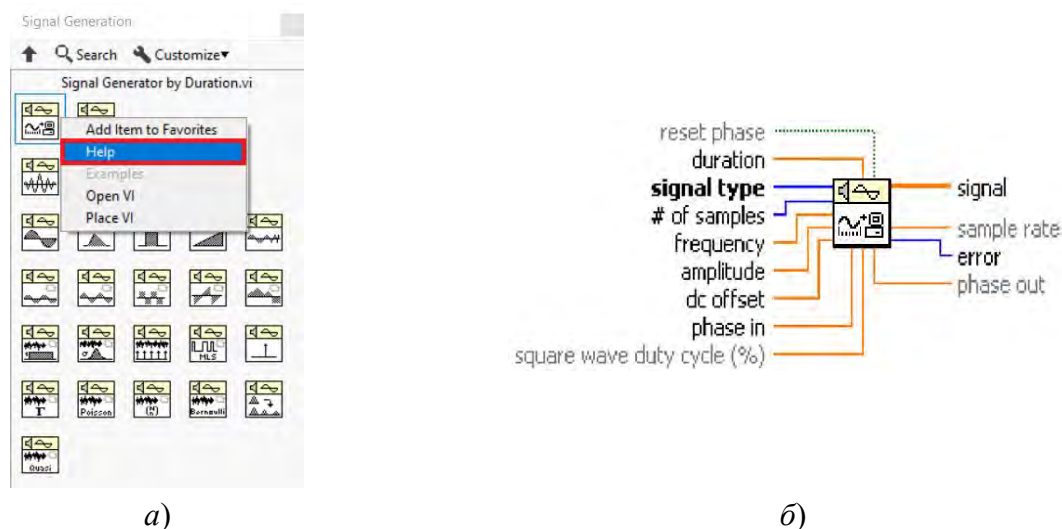 Signal Generation
Search Customize
Signal Generator by Duration.vi
Add Item to Favorites
Help
Examples
Open VI
Place VI
MLS
Poisson
Bernoulli
Quasi
а)
reset phase
duration
signal type
# of samples
frequency
amplitude
dc offset
phase in
square wave duty cycle (%)
signal
sample rate
error
phase out
б)